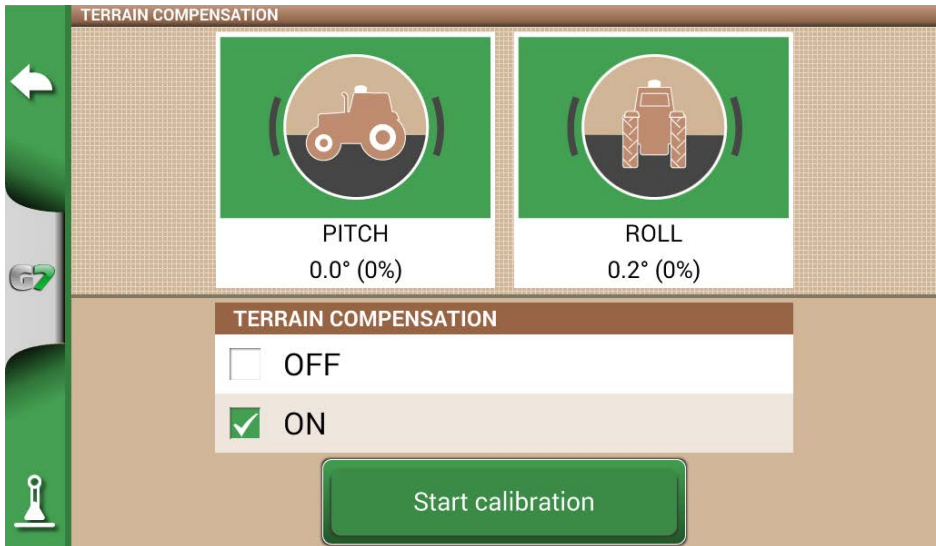 TERRAIN COMPENSATION
PITCH
0.0° (0%)
ROLL
0.2° (0%)
G7
TERRAIN COMPENSATION
OFF
ON
Start calibration